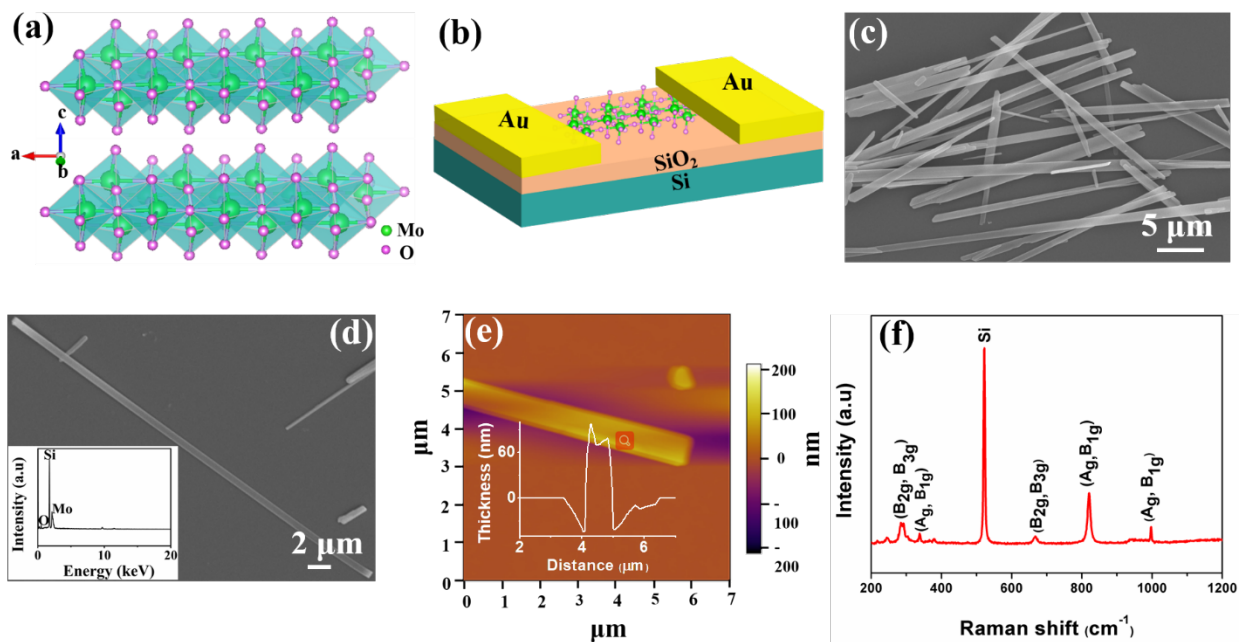 (a)
c
a
b
Mo
O
(b)
Au
Au
SiO₂
Si
(c)
5 μm
(d)
2 μm
Intensity (a.u)
Si
O
Mo
0
10
20
Energy (keV)
(e)
7
6
5
4
3
2
1
0
μm
0 1 2 3 4 5 6 7
μm
Thickness (nm)
60
0
2 4 6
Distance (μm)
200
100
0
100
-
200
nm
(f)
Intensity (a.u)
Si
(B2g, B3g)
(Ag, B1g)
(B2g,B3g)
(Ag,B1g)
(Ag, B1g)
200 400 600 800 1000 1200
Raman shift (cm⁻¹)